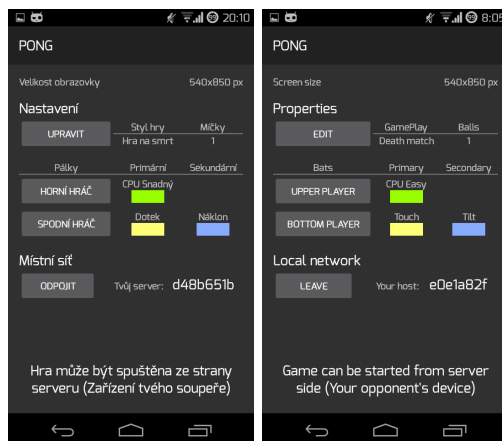 20:10
PONG
Velikost obrazovky 540x850 px
Nastavení
UPRAVIT Styl hry Míčky
Hra na smrt 1
Pálky Primární Sekundární
HORNÍ HRÁČ CPU Snadný
SPODNÍ HRÁČ Dotek Náklon
Místní síť
ODPOJIT Tvůj server: d48b651b
Hra může být spuštěna ze strany
serveru (Zařízení tvého soupeře)
8:05
PONG
Screen size 540x850 px
Properties
EDIT GamePlay Balls
Death match 1
Bats Primary Secondary
UPPER PLAYER CPU Easy
BOTTOM PLAYER Touch Tilt
Local network
LEAVE Your host: e0e1a82f
Game can be started from server
side (Your opponent's device)